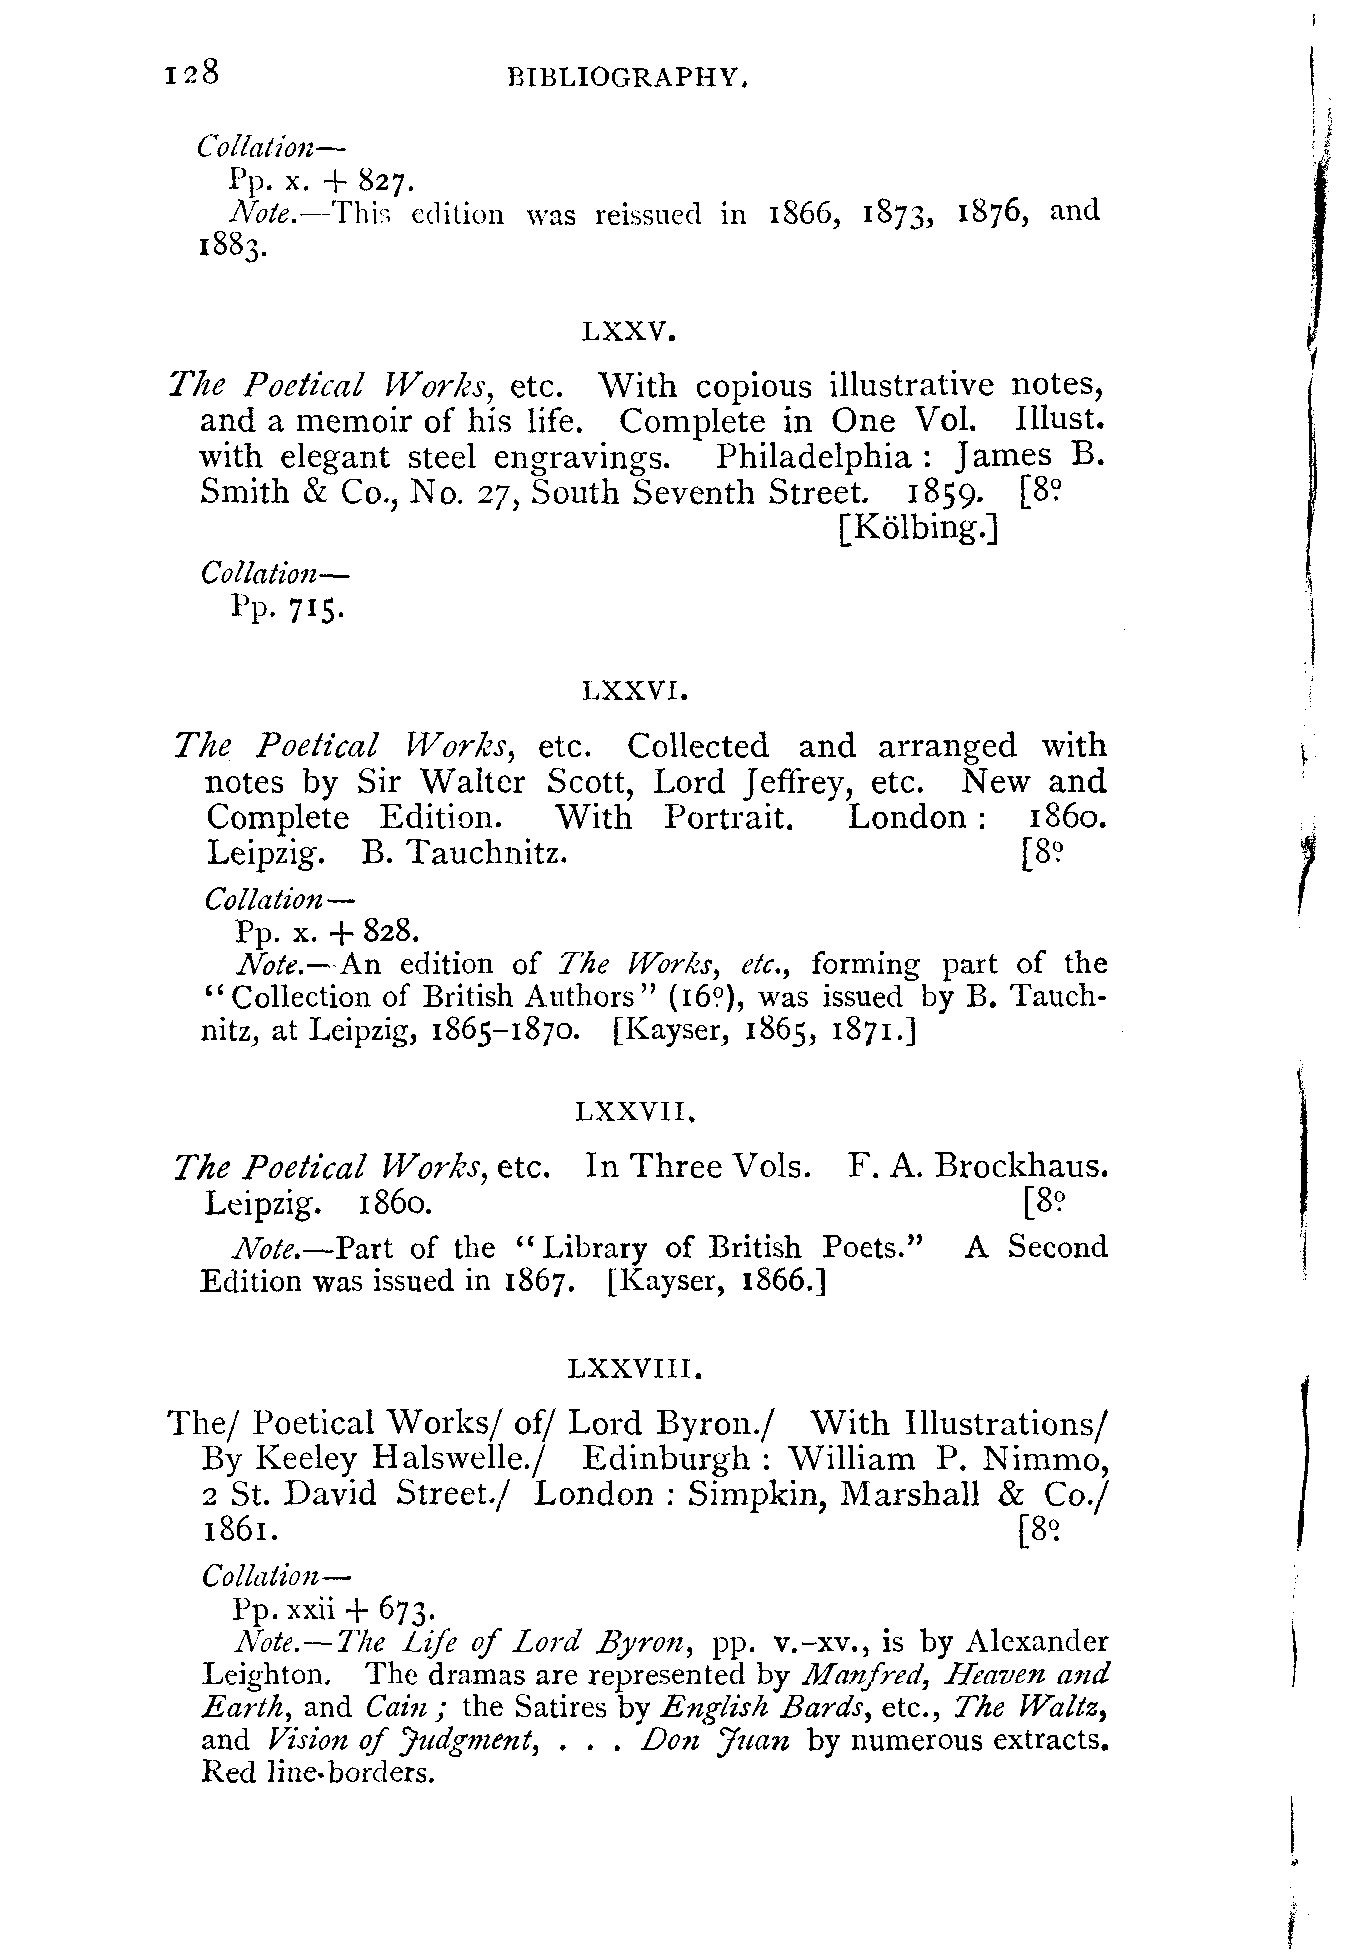 128 BIBLIOGRAPHY.
Collation—
Pp. x. + 827.
Note.—This edition was reissued in 1866, 1873, 1876, and
1883.
LXXV.
The Poetical Works, etc. With copious illustrative notes,
and a memoir of his life. Complete in One Vol. Illust.
with elegant steel engravings. Philadelphia: James B.
Smith & Co., No. 27, South Seventh Street. 1859. [8º
[Kölbing.]
Collation—
Pp. 715.
LXXVI.
The Poetical Works, etc. Collected and arranged with
notes by Sir Walter Scott, Lord Jeffrey, etc. New and
Complete Edition. With Portrait. London: 1860.
Leipzig. B. Tauchnitz. [8º
Collation—
Pp. x. + 828.
Note.—An edition of The Works, etc., forming part of the
“Collection of British Authors” (16º), was issued by B. Tauch-
nitz, at Leipzig, 1865–1870. [Kayser, 1865, 1871.]
LXXVII.
The Poetical Works, etc. In Three Vols. F. A. Brockhaus.
Leipzig. 1860. [8º
Note.—Part of the “Library of British Poets.” A Second
Edition was issued in 1867. [Kayser, 1866.]
LXXVIII.
The/ Poetical Works/ of/ Lord Byron./ With Illustrations/
By Keeley Halswelle./ Edinburgh: William P. Nimmo,
2 St. David Street./ London: Simpkin, Marshall & Co./
1861. [8º
Collation—
Pp. xxii + 673.
Note.—The Life of Lord Byron, pp. v.–xv., is by Alexander
Leighton. The dramas are represented by Manfred, Heaven and
Earth, and Cain; the Satires by English Bards, etc., The Waltz,
and Vision of Judgment, . . . Don Juan by numerous extracts.
Red line-borders.